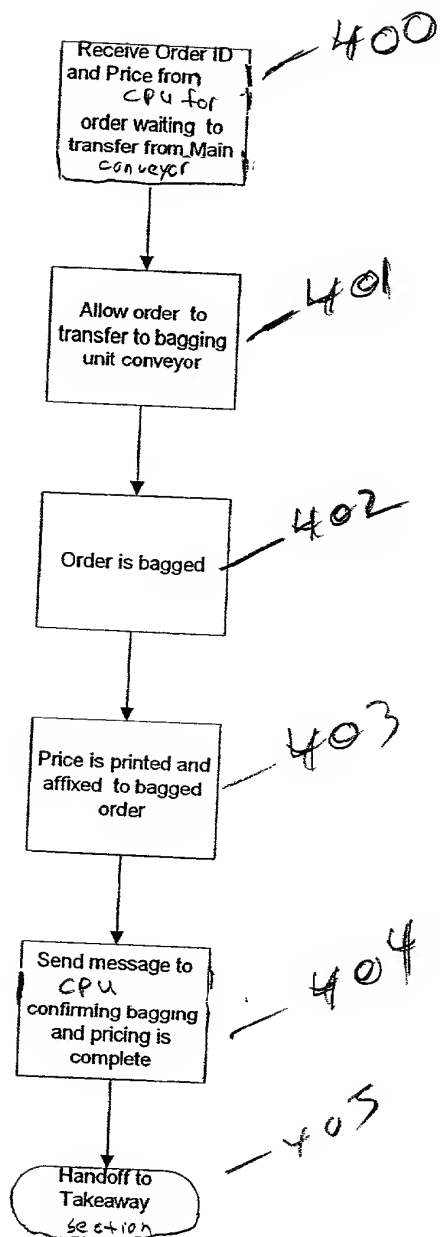 Receive Order ID
and Price from
CPU for
order waiting to
transfer from Main
conveyor
400
Allow order to
transfer to bagging
unit conveyor
401
Order is bagged
402
Price is printed and
affixed to bagged
order
403
Send message to
CPU
confirming bagging
and pricing is
complete
404
Handoff to
Takeaway
section
405